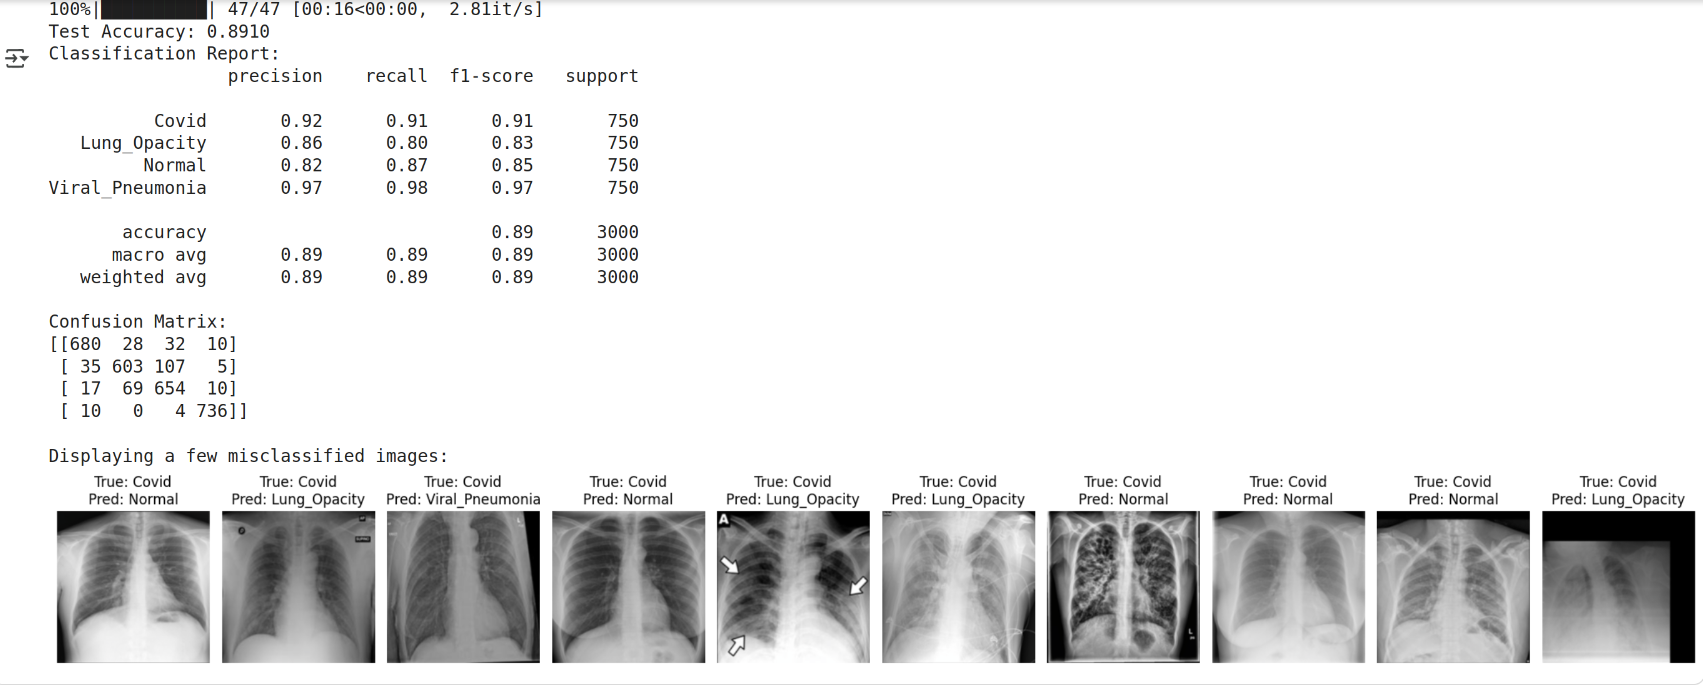 100%|██████████| 47/47 [00:16<00:00,  2.81it/s]
Test Accuracy: 0.8910
Classification Report:
                 precision    recall  f1-score   support

          Covid       0.92      0.91      0.91       750
   Lung_Opacity       0.86      0.80      0.83       750
         Normal       0.82      0.87      0.85       750
Viral_Pneumonia       0.97      0.98      0.97       750

       accuracy                           0.89      3000
      macro avg       0.89      0.89      0.89      3000
   weighted avg       0.89      0.89      0.89      3000

Confusion Matrix:
[[680  28  32  10]
 [ 35 603 107   5]
 [ 17  69 654  10]
 [ 10   0   4 736]]

Displaying a few misclassified images:
True: Covid
Pred: Normal
True: Covid
Pred: Lung_Opacity
True: Covid
Pred: Viral_Pneumonia
True: Covid
Pred: Normal
True: Covid
Pred: Lung_Opacity
True: Covid
Pred: Lung_Opacity
True: Covid
Pred: Normal
True: Covid
Pred: Normal
True: Covid
Pred: Normal
True: Covid
Pred: Lung_Opacity
L
A
L